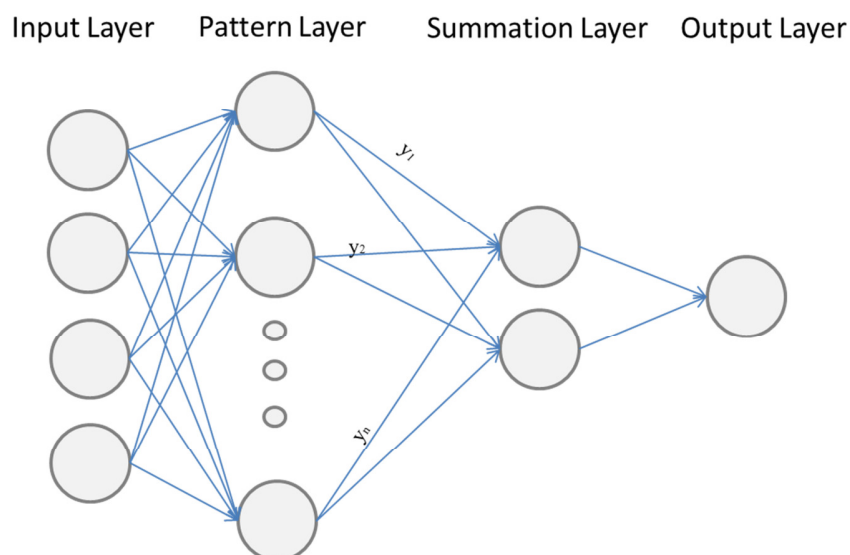 Input Layer Pattern Layer Summation Layer Output Layer
y1
y2
yn